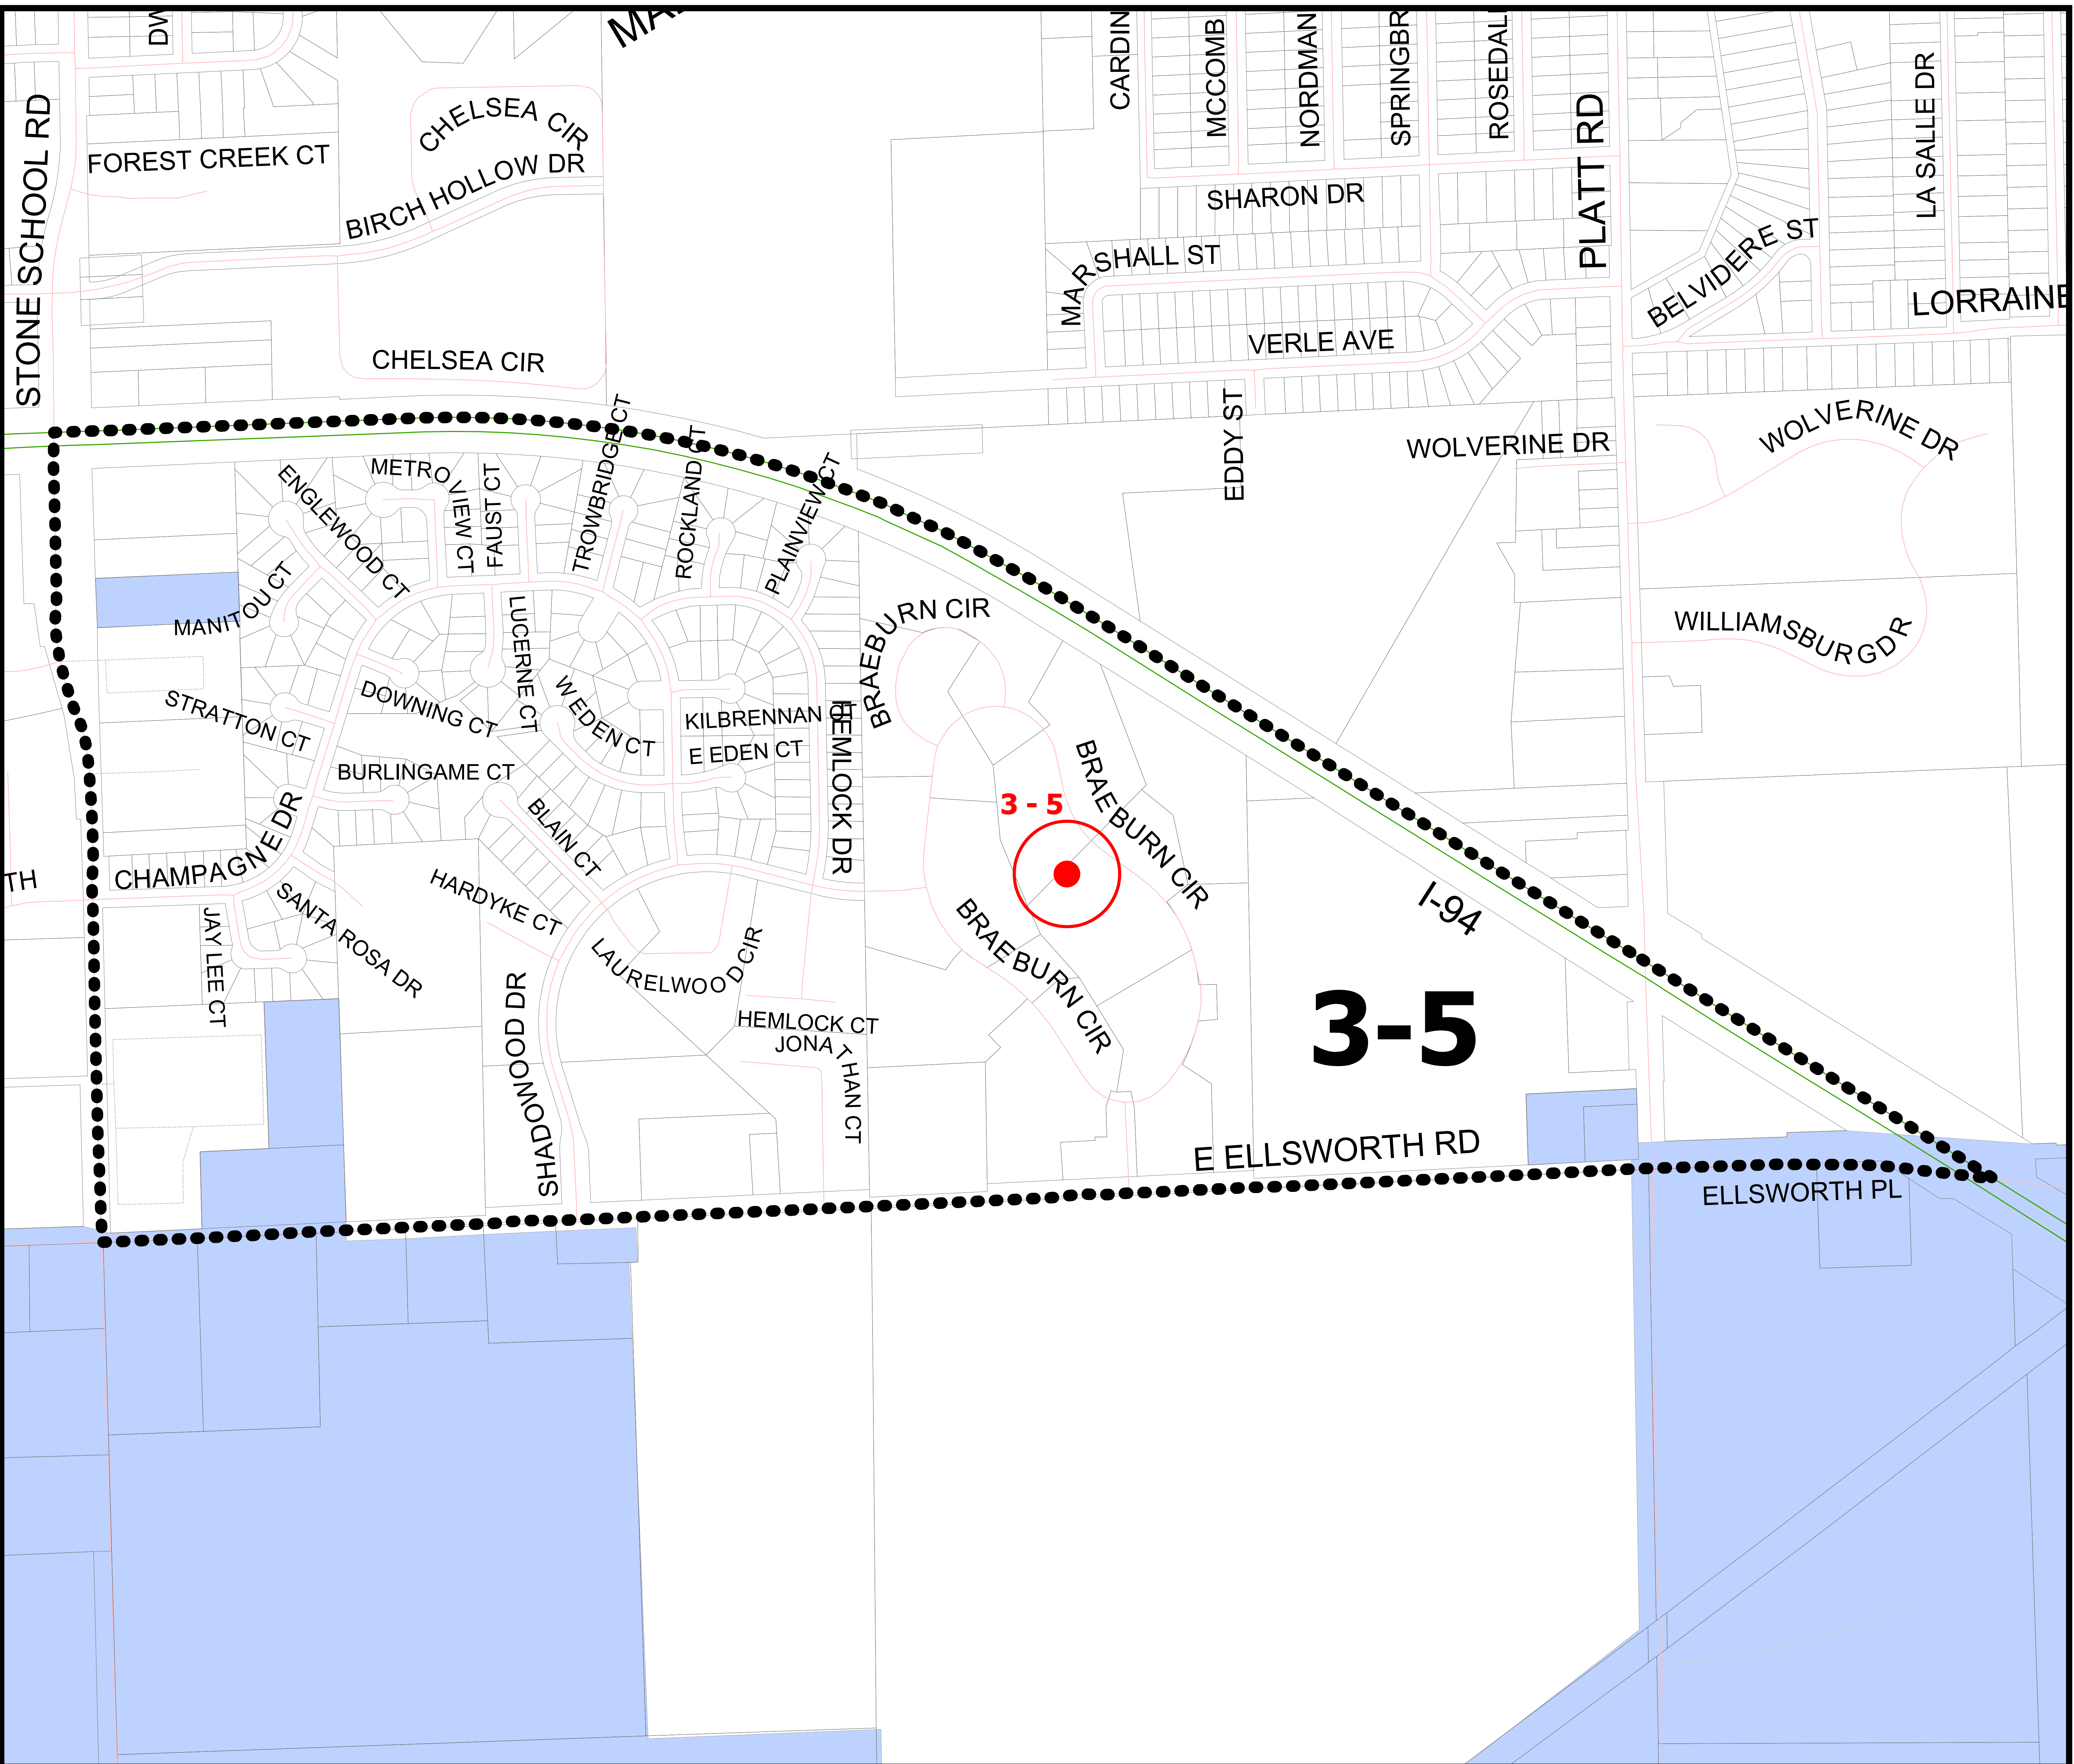 DW
MA
CARDIN
MCCOMB
NORDMAN
SPRINGBR
ROSEDAL
PLATT RD
LA SALLE DR
STONE SCHOOL RD
CHELSEA CIR
FOREST CREEK CT
BIRCH HOLLOW DR
SHARON DR
MARSHALL ST
BELVIDERE ST
LORRAINE
VERLE AVE
CHELSEA CIR
EDDY ST
WOLVERINE DR
WOLVERINE DR
ENGLEWOOD CT
METROVIEW CT
FAUST CT
TROWBRIDGE CT
ROCKLAND CT
PLAINVIEW CT
MANITOU CT
LUCERNE CT
BRAEBURN CIR
WILLIAMSBURG DR
STRATTON CT
DOWNING CT
W EDEN CT
KILBRENNAN CT
E EDEN CT
HEMLOCK DR
BURLINGAME CT
BRAEBURN CIR
3 - 5
BLAIN CT
CHAMPAGNE DR
TH
HARDYKE CT
SANTA ROSA DR
JAY LEE CT
LAURELWOOD CIR
BRAEBURN CIR
I-94
SHADOWOOD DR
HEMLOCK CT
JONATHAN CT
3-5
E ELLSWORTH RD
ELLSWORTH PL